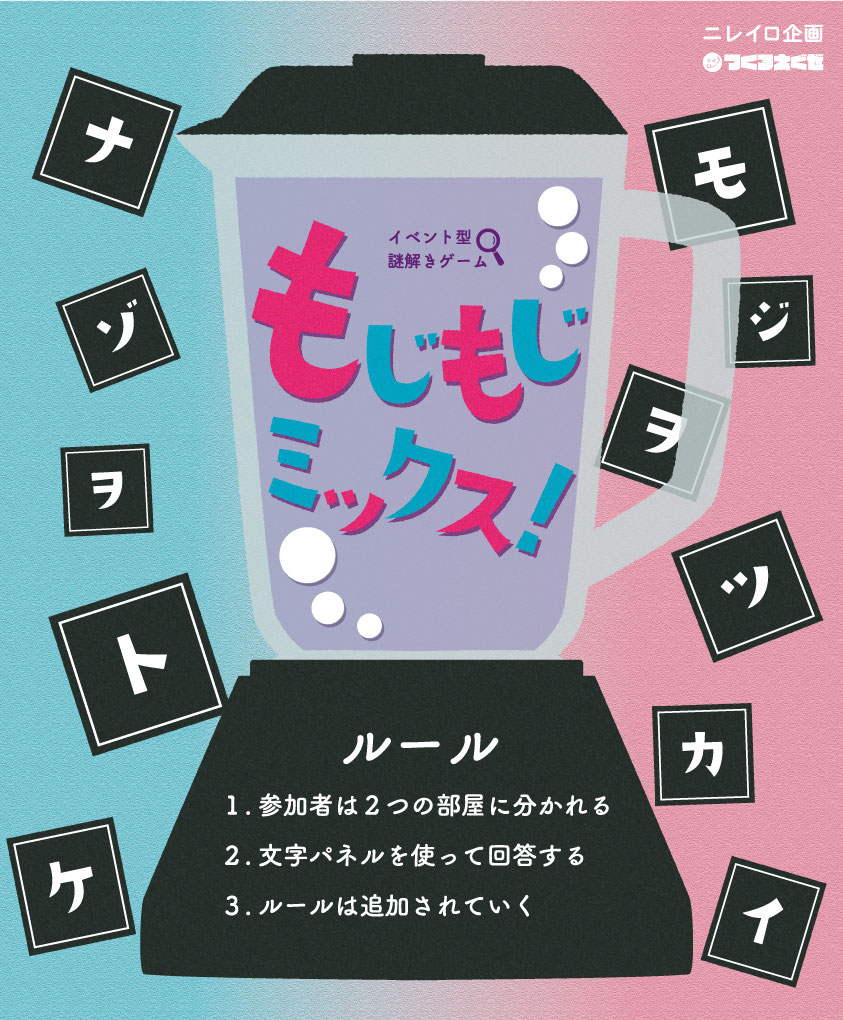 ニレイロ企画
つくるたくぜ
イベント型
謎解きゲーム
もじもじ
ミックス!
ナ
ゾ
ヲ
ト
ケ
モ
ジ
ヲ
ツ
カ
イ
ルール
1. 参加者は2つの部屋に分かれる
2. 文字パネルを使って回答する
3. ルールは追加されていく